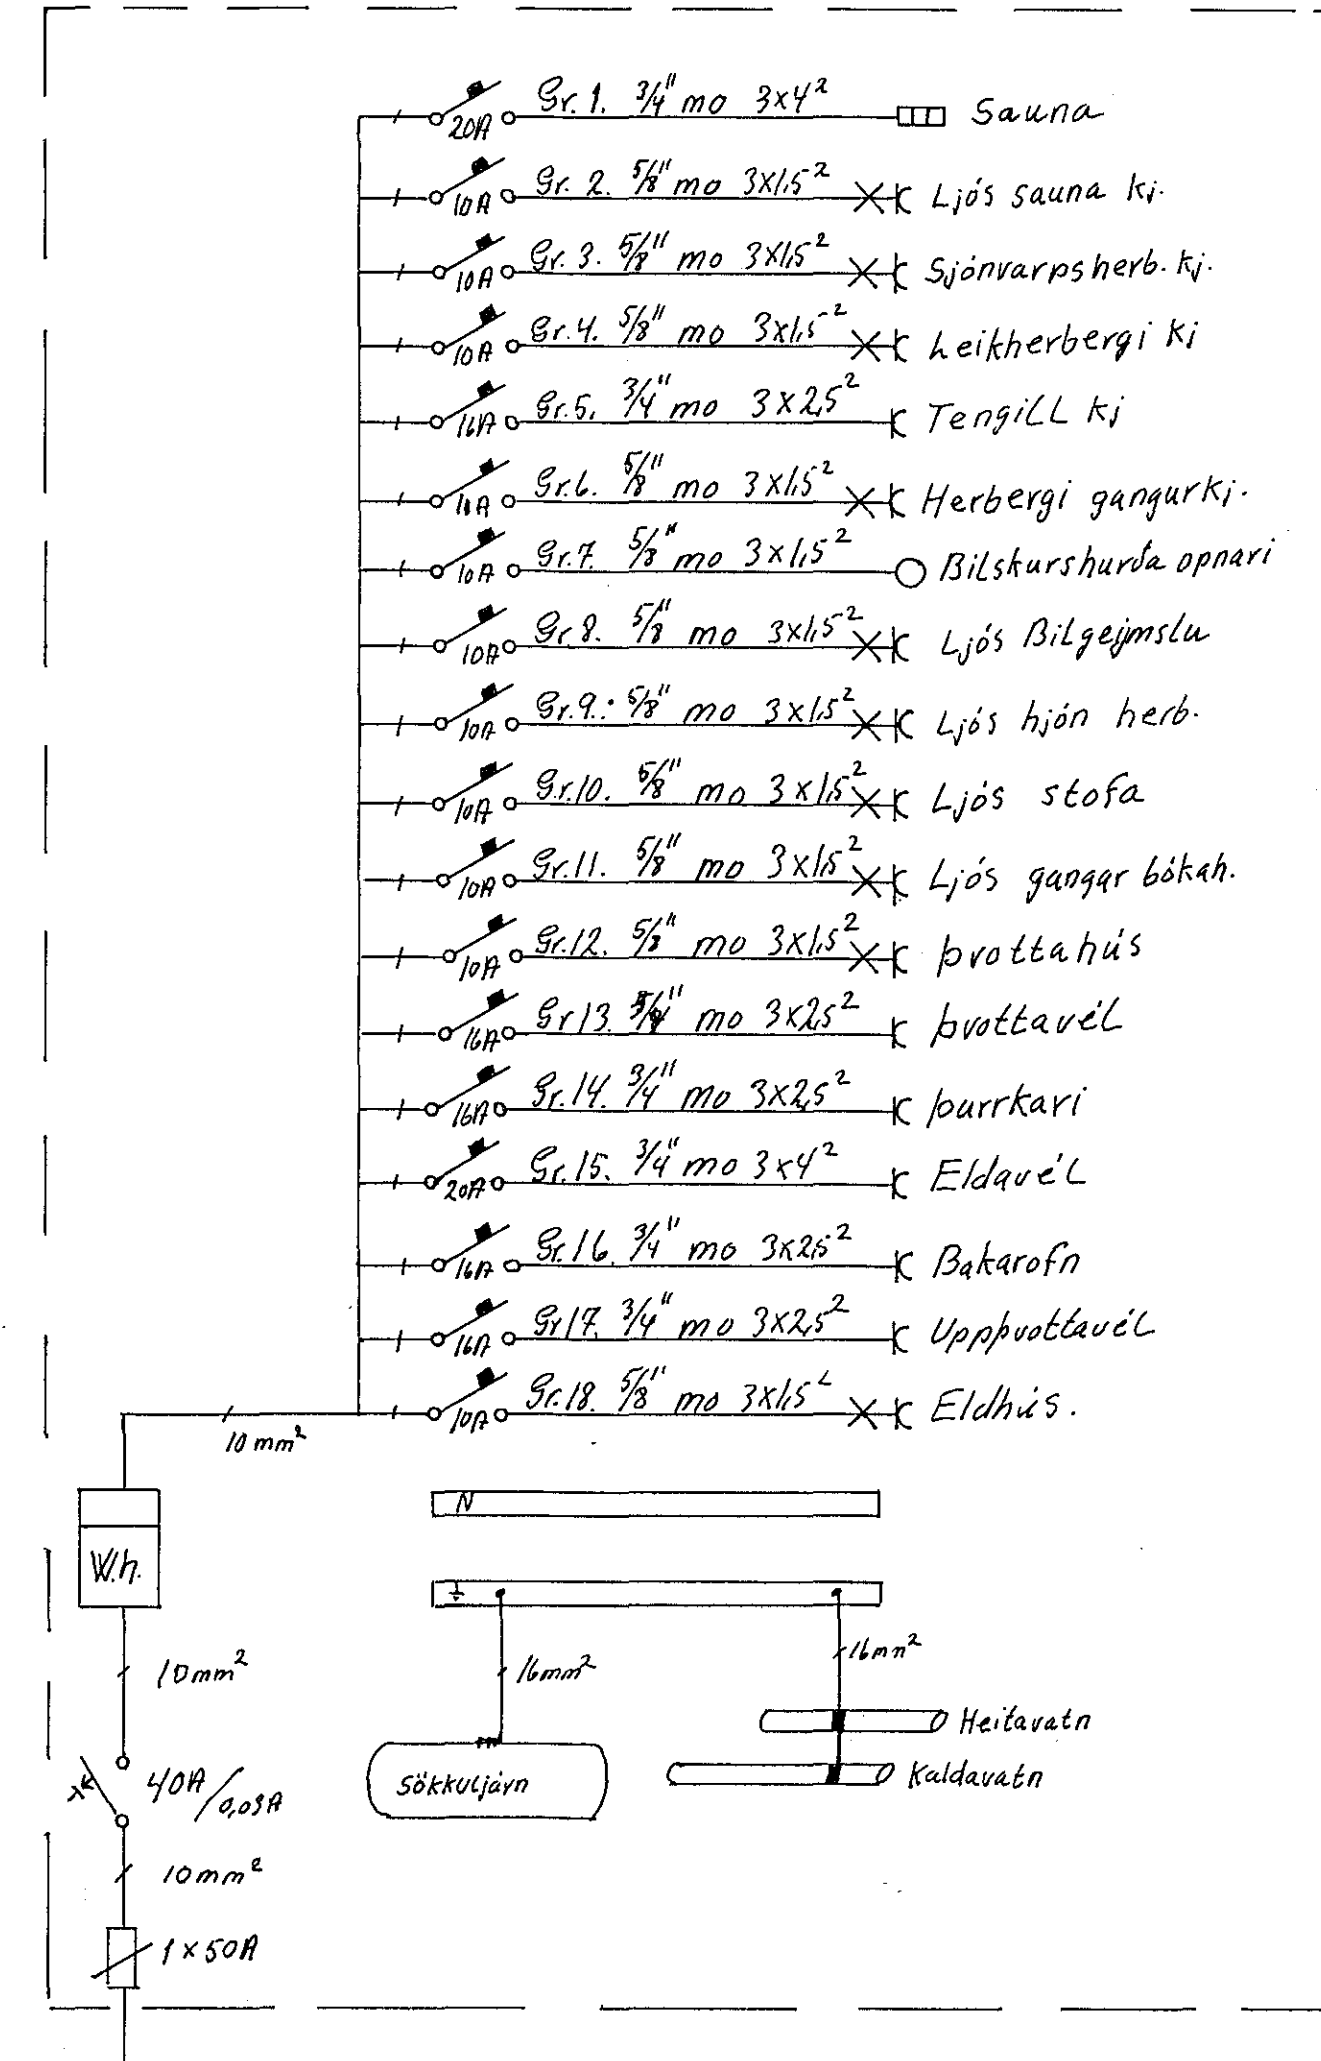 Gr. 1. 3/4" mo 3x4² 20A Sauna
Gr. 2. 5/8" mo 3x1,5² 10A Ljós sauna kj.
Gr. 3. 5/8" mo 3x1,5² 10A Sjónvarpsherb. kj.
Gr. 4. 5/8" mo 3x1,5² 10A Leikherbergi kj
Gr. 5. 3/4" mo 3x2,5² 16A Tengill kj
Gr. 6. 5/8" mo 3x1,5² 10A Herbergi gangur kj.
Gr. 7. 5/8" mo 3x1,5² 10A Bilskurshurða opnari
Gr 8. 5/8" mo 3x1,5² 10A Ljós Bilgejmslu
Gr. 9.: 5/8" mo 3x1,5² 10A Ljós hjón herb.
Gr. 10. 5/8" mo 3x1,5² 10A Ljós stofa
Gr. 11. 5/8" mo 3x1,5² 10A Ljós gangar bókah.
Gr. 12. 5/8" mo 3x1,5² 10A Þvottahús
Gr 13. mo 3x2,5² 16A Þvottavél
Gr. 14. 3/4" mo 3x2,5² 16A Þurrkari
Gr. 15. 3/4" mo 3x4² 20A Eldavél
Gr. 16. 3/4" mo 3x2,5² 16A Bakarofn
Gr 17. 3/4" mo 3x2,5² 16A Uppþvottavél
Gr. 18. 5/8" mo 3x1,5² 10A Eldhús.
10 mm²
N
W.h.
10mm²
16mm²
16mm²
Heitavatn
Kaldavatn
Sökkuljárn
40A/0,03A
10mm²
1x50A